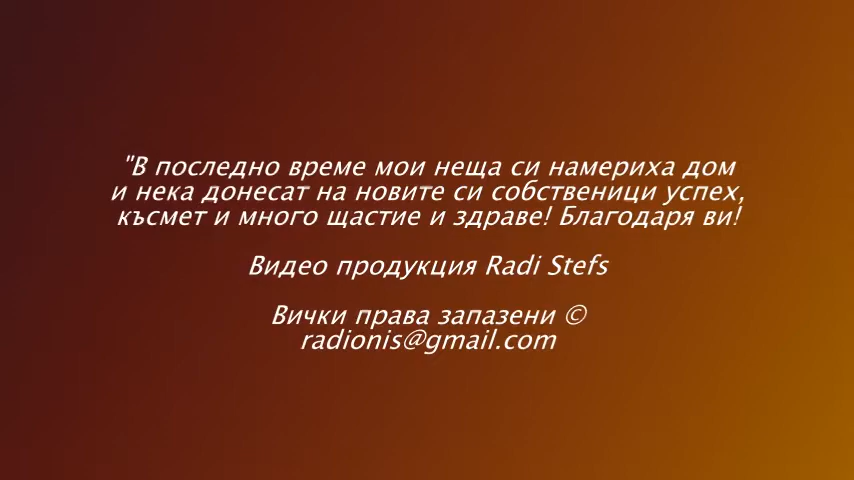 "В последно време мои неща си намериха дом
и нека донесат на новите си собственици успех,
късмет и много щастие и здраве! Благодаря ви!
Видео продукция Radi Stefs
Вички права запазени ©
radionis@gmail.com